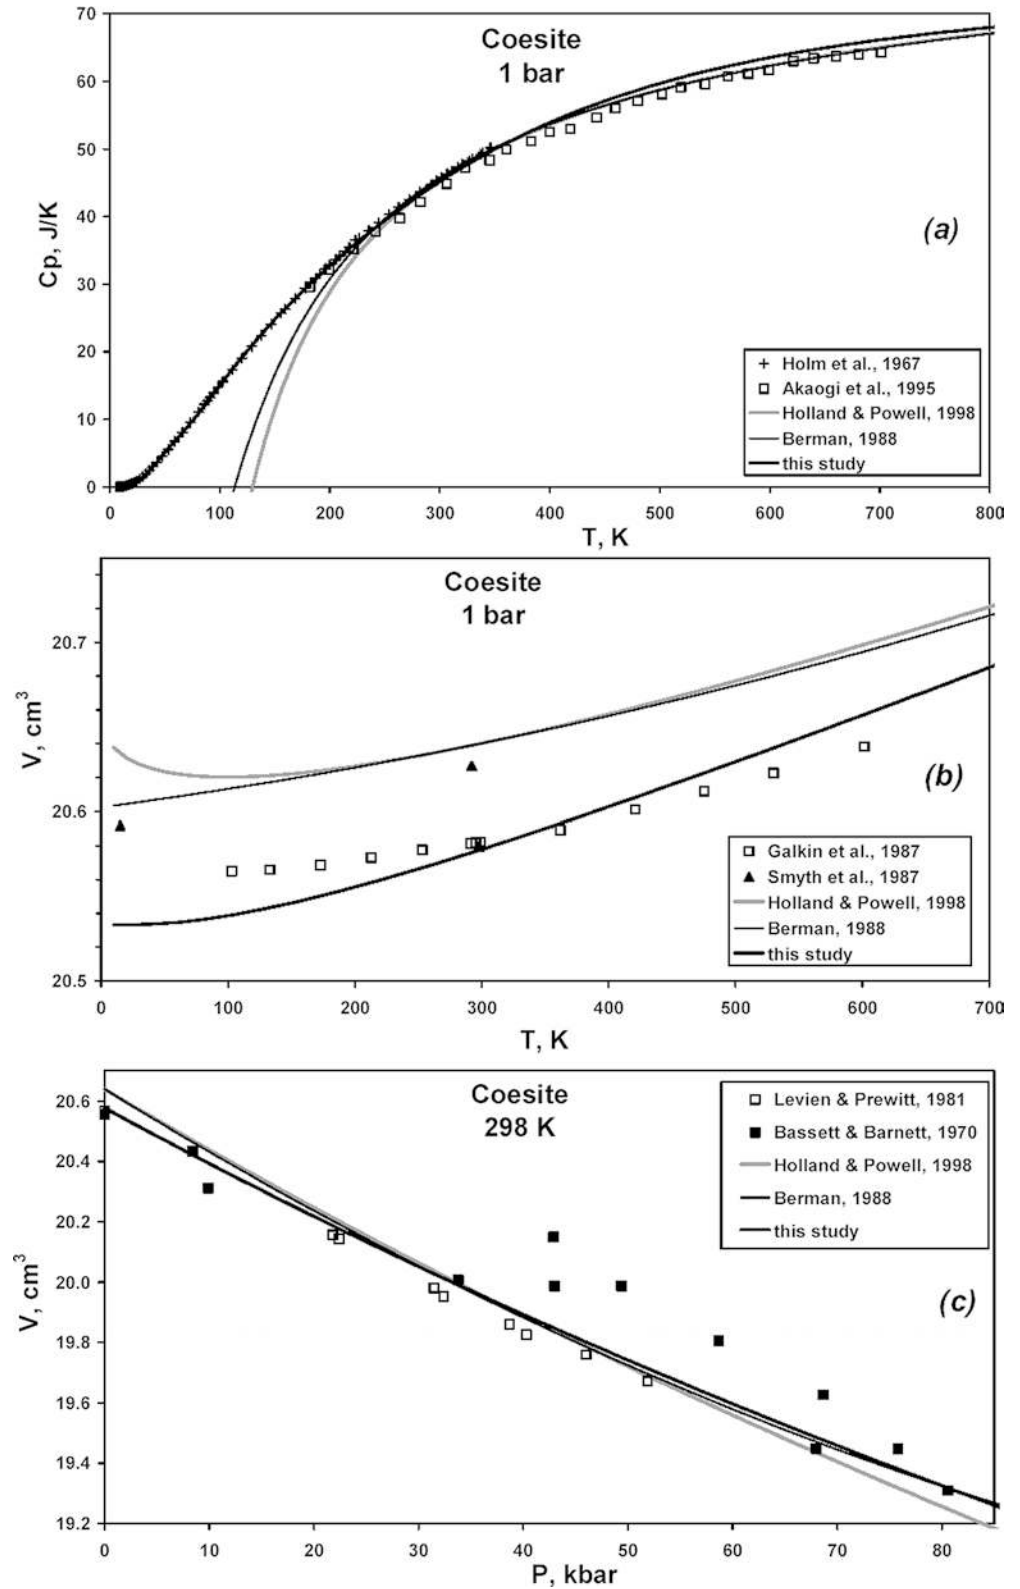 Coesite
1 bar
70
60
50
40
30
20
10
0
Cp, J/K
(a)
+ Holm et al., 1967
Akaogi et al., 1995
Holland & Powell, 1998
Berman, 1988
this study
0 100 200 300 400 500 600 700 800
T, K
Coesite
1 bar
20.7
20.6
20.5
V, cm³
(b)
Galkin et al., 1987
Smyth et al., 1987
Holland & Powell, 1998
Berman, 1988
this study
0 100 200 300 400 500 600 700
T, K
Coesite
298 K
20.6
20.4
20.2
20.0
19.8
19.6
19.4
19.2
V, cm³
Levien & Prewitt, 1981
Bassett & Barnett, 1970
Holland & Powell, 1998
Berman, 1988
this study
(c)
0 10 20 30 40 50 60 70 80
P, kbar